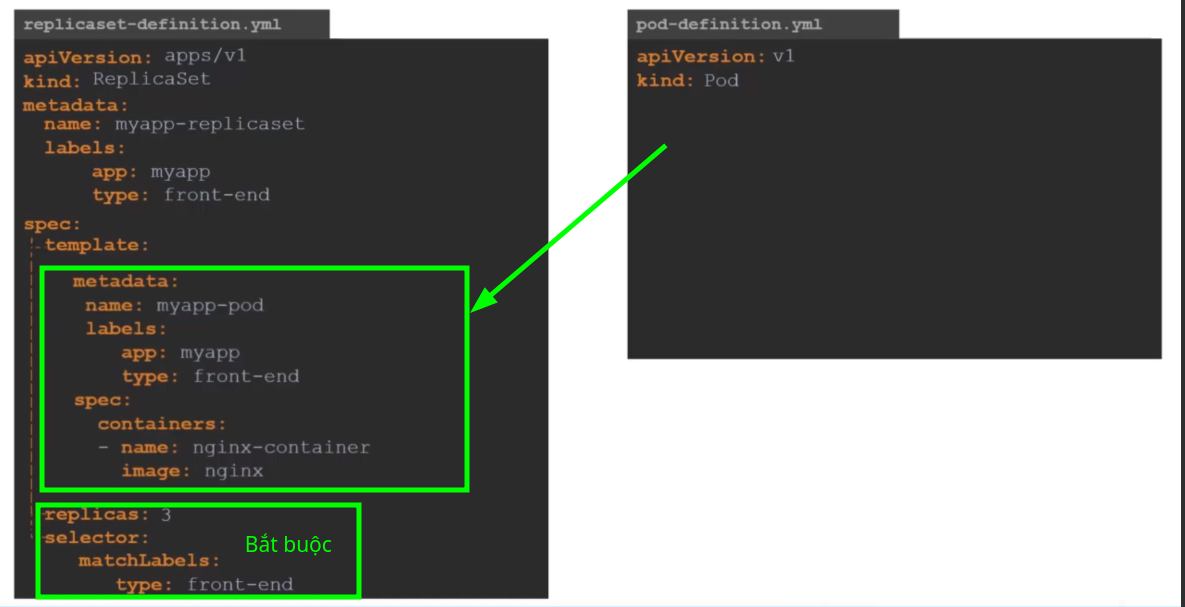 replicaset-definition.yml
apiVersion: apps/v1
kind: ReplicaSet
metadata:
name: myapp-replicaset
labels:
app: myapp
type: front-end
spec:
template:
metadata:
name: myapp-pod
labels:
app: myapp
type: front-end
spec:
containers:
- name: nginx-container
image: nginx
replicas: 3
selector:
Bắt buộc
matchLabels:
type: front-end
pod-definition.yml
apiVersion: v1
kind: Pod